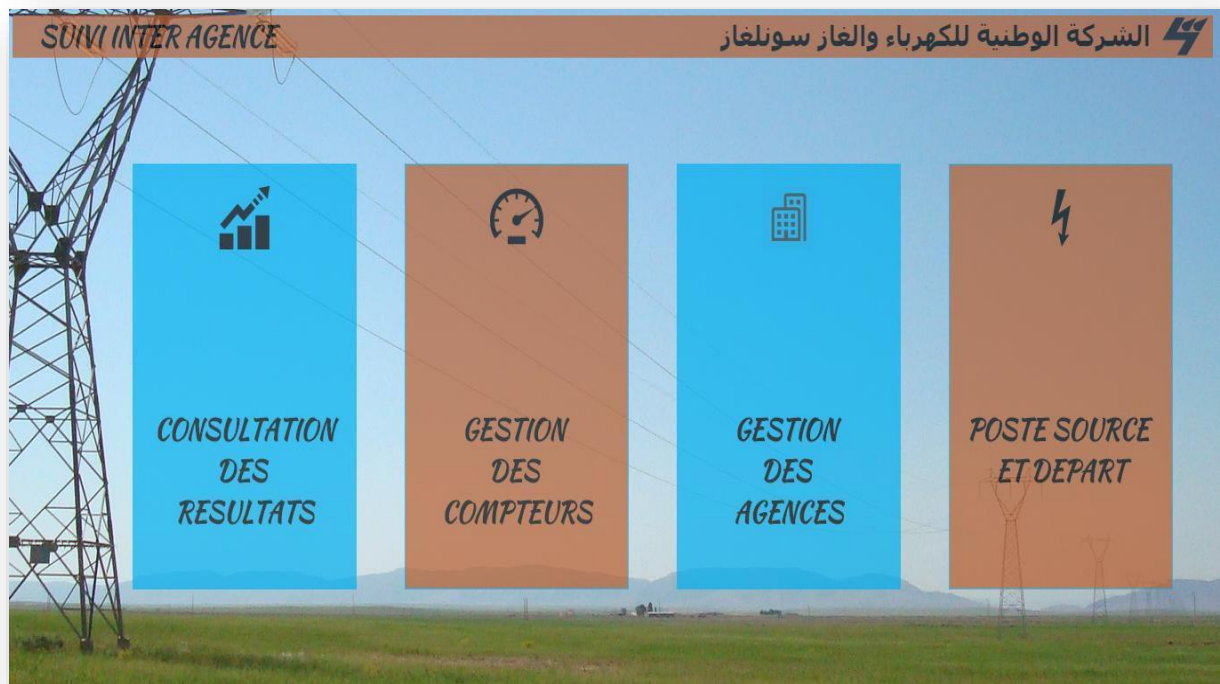 SUIVI INTER AGENCE
الشركة الوطنية للكهرباء والغاز سونلغاز
CONSULTATION
DES
RESULTATS
GESTION
DES
COMPTEURS
GESTION
DES
AGENCES
POSTE SOURCE
ET DEPART